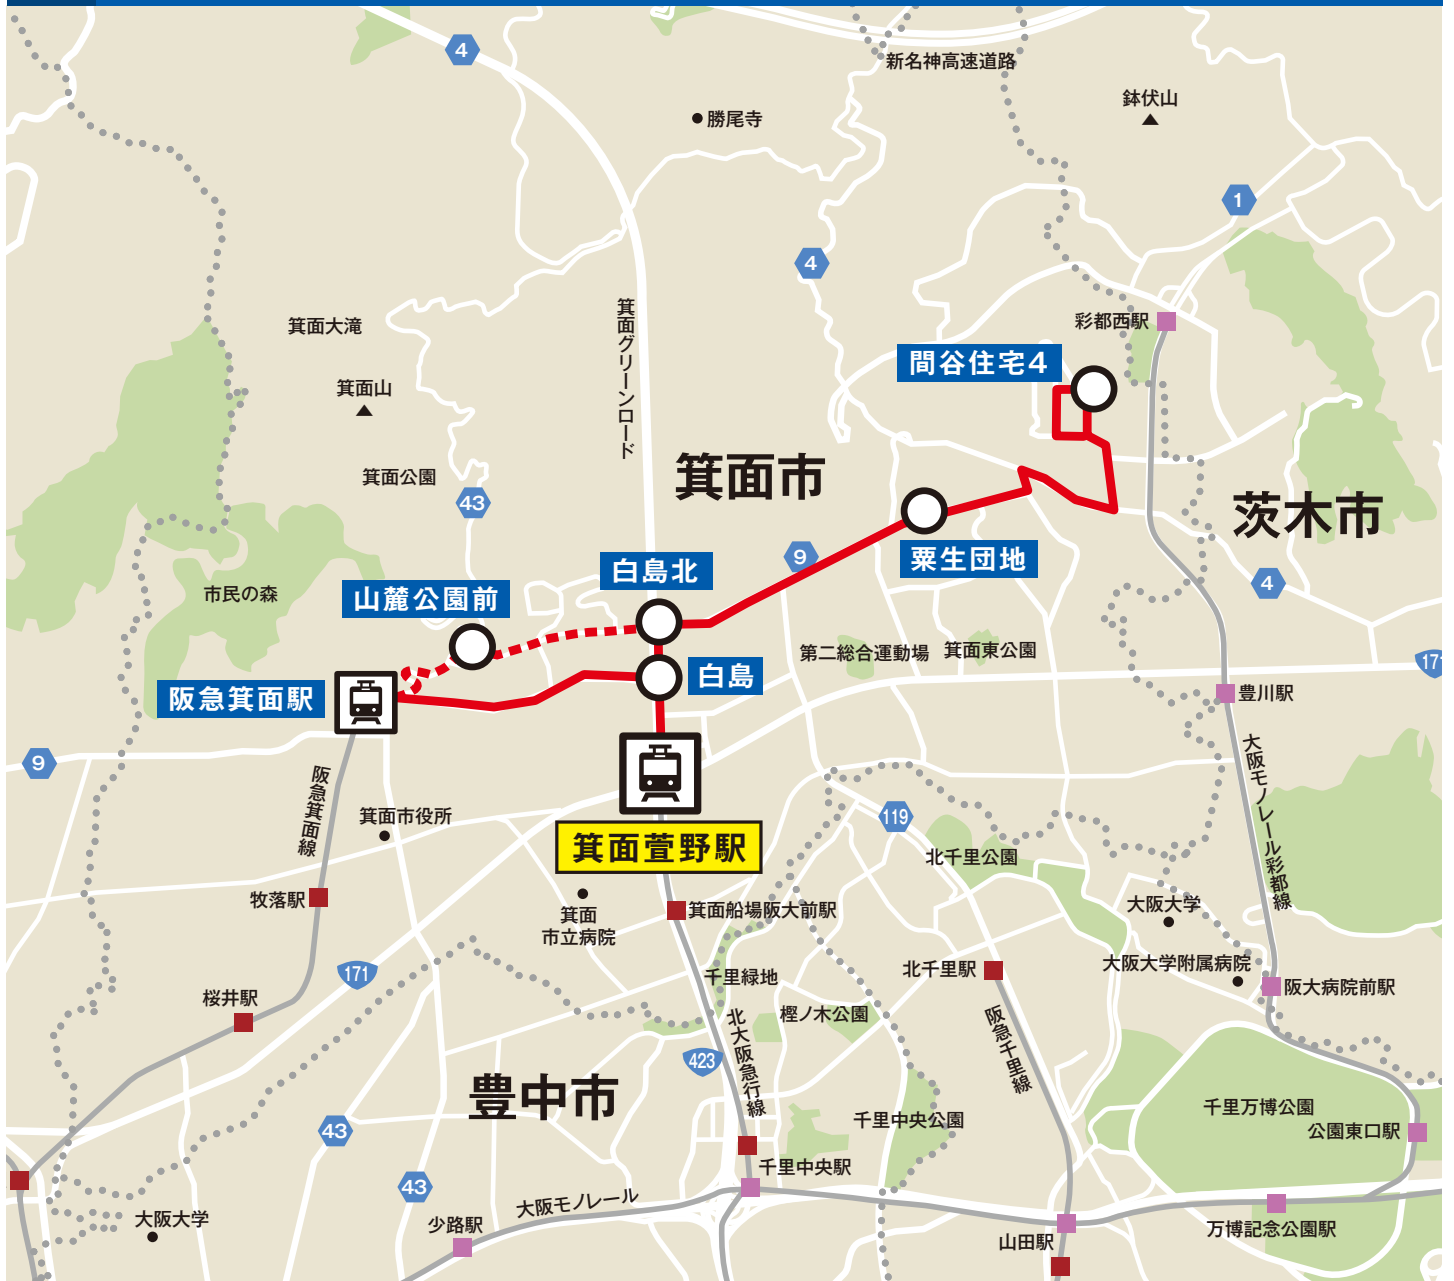 4
新名神高速道路
鉢伏山
勝尾寺
1
4
箕面グリーンロード
箕面大滝
彩都西駅
間谷住宅4
箕面山
箕面市
箕面公園
43
茨木市
9
粟生団地
白島北
4
市民の森
山麓公園前
第二総合運動場
箕面東公園
白島
171
阪急箕面駅
豊川駅
9
大阪モノレール彩都線
阪急箕面線
箕面市役所
119
箕面萱野駅
北千里公園
牧落駅
箕面
市立病院
箕面船場阪大前駅
大阪大学
171
千里緑地
北千里駅
大阪大学附属病院
阪大病院前駅
桜井駅
樫ノ木公園
北大阪急行線
阪急千里線
423
豊中市
43
千里中央公園
千里万博公園
公園東口駅
千里中央駅
43
大阪モノレール
大阪大学
少路駅
山田駅
万博記念公園駅